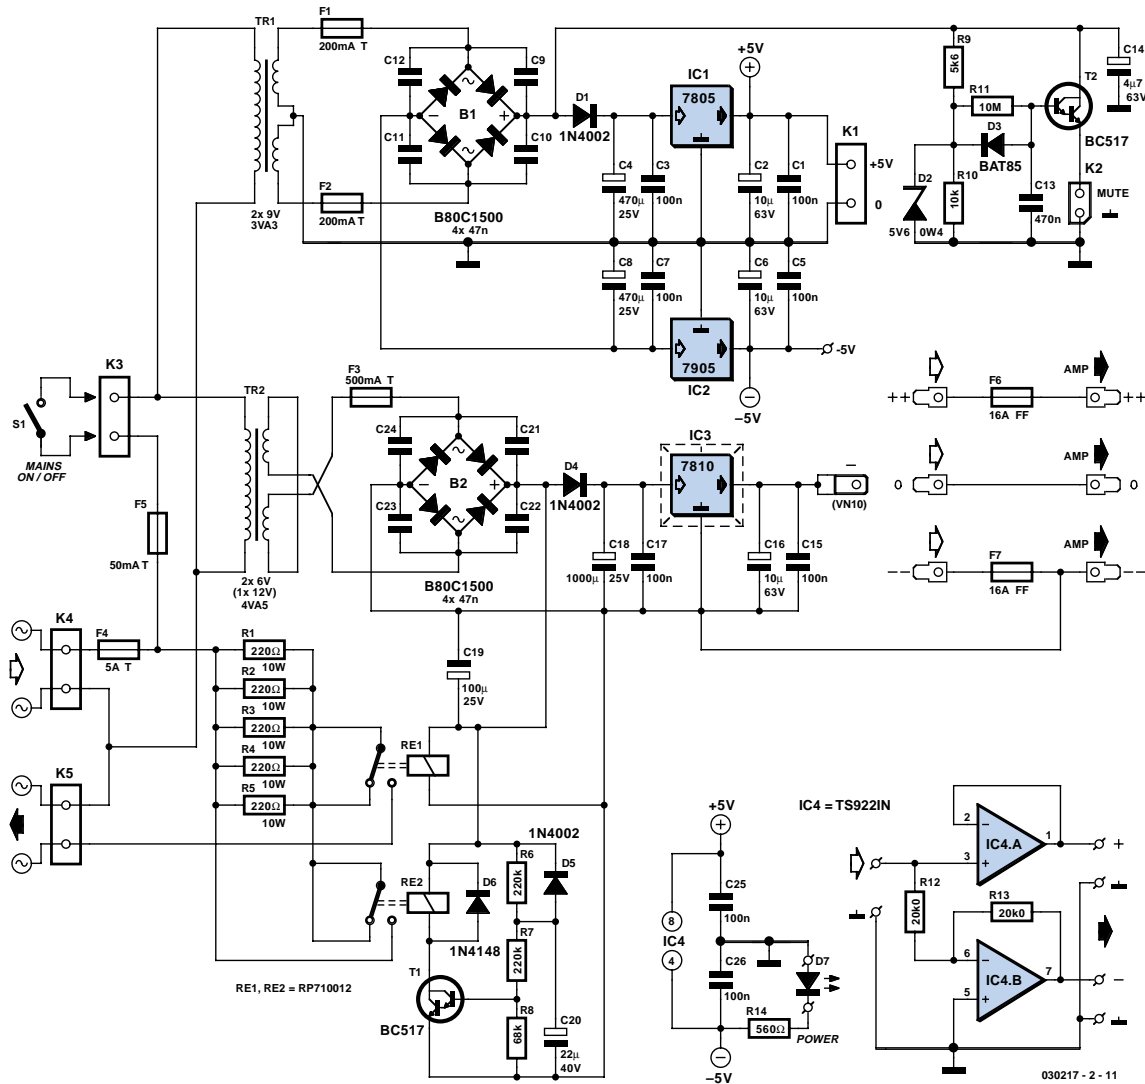 TR1
F1
200mA T
C12
C9
B1
C11
C10
F2
200mA T
2x 9V
3VA3
B80C1500
4x 47n
D1
1N4002
C4
470µ
25V
C3
100n
IC1
7805
+5V
C2
10µ
63V
C1
100n
K1
+5V
0
R9
5k6
R11
10M
D3
BAT85
T2
BC517
C14
4µ7
63V
D2
5V6 0W4
R10
10k
C13
470n
K2
MUTE
C8
470µ
25V
C7
100n
C6
10µ
63V
C5
100n
7905
IC2
-5V
–5V
K3
S1
MAINS
ON / OFF
F5
50mA T
TR2
2x 6V
(1x 12V)
4VA5
F3
500mA T
C24
C21
B2
C23
C22
B80C1500
4x 47n
D4
1N4002
C18
1000µ
25V
C17
100n
IC3
7810
C16
10µ
63V
C15
100n
–
(VN10)
AMP
++
F6
16A FF
++
AMP
0
0
AMP
––
F7
16A FF
––
K4
F4
5A T
K5
R1
220Ω
10W
R2
220Ω
10W
R3
220Ω
10W
R4
220Ω
10W
R5
220Ω
10W
C19
100µ
25V
RE1
RE2
D6
1N4148
1N4002
R6
220k
D5
R7
220k
T1
BC517
R8
68k
C20
22µ
40V
RE1, RE2 = RP710012
+5V
C25
100n
8
IC4
4
C26
100n
D7
R14
560Ω
POWER
–5V
IC4 = TS922IN
2
IC4.A
1
3
+
R12
20k0
R13
20k0
6
IC4.B
7
5
–
030217 - 2 - 11